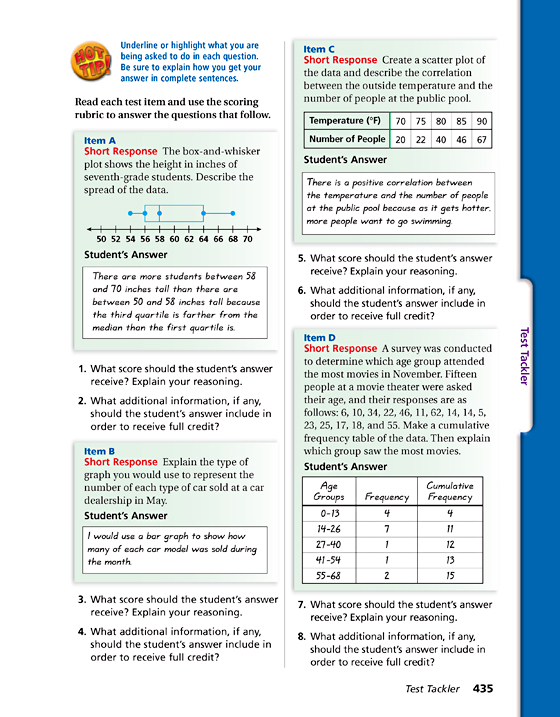 HOT TIP!
Underline or highlight what you are
being asked to do in each question.
Be sure to explain how you get your
answer in complete sentences.
Read each test item and use the scoring
rubric to answer the questions that follow.
Item A
Short Response The box-and-whisker
plot shows the height in inches of
seventh-grade students. Describe the
spread of the data.
50 52 54 56 58 60 62 64 66 68 70
Student's Answer
There are more students between 58
and 70 inches tall than there are
between 50 and 58 inches tall because
the third quartile is farther from the
median than the first quartile is.
1. What score should the student's answer
receive? Explain your reasoning.
2. What additional information, if any,
should the student's answer include in
order to receive full credit?
Item B
Short Response Explain the type of
graph you would use to represent the
number of each type of car sold at a car
dealership in May.
Student's Answer
I would use a bar graph to show how
many of each car model was sold during
the month.
3. What score should the student's answer
receive? Explain your reasoning.
4. What additional information, if any,
should the student's answer include in
order to receive full credit?
Item C
Short Response Create a scatter plot of
the data and describe the correlation
between the outside temperature and the
number of people at the public pool.
Temperature (°F) 70 75 80 85 90
Number of People 20 22 40 46 67
Student's Answer
There is a positive correlation between
the temperature and the number of people
at the public pool because as it gets hotter,
more people want to go swimming.
5. What score should the student's answer
receive? Explain your reasoning.
6. What additional information, if any,
should the student's answer include in
order to receive full credit?
Item D
Short Response A survey was conducted
to determine which age group attended
the most movies in November. Fifteen
people at a movie theater were asked
their age, and their responses are as
follows: 6, 10, 34, 22, 46, 11, 62, 14, 14, 5,
23, 25, 17, 18, and 55. Make a cumulative
frequency table of the data. Then explain
which group saw the most movies.
Student's Answer
Age Groups Frequency Cumulative Frequency
0-13 4 4
14-26 7 11
27-40 1 12
41-54 1 13
55-68 2 15
7. What score should the student's answer
receive? Explain your reasoning.
8. What additional information, if any,
should the student's answer include in
order to receive full credit?
Test Tackler
Test Tackler 435